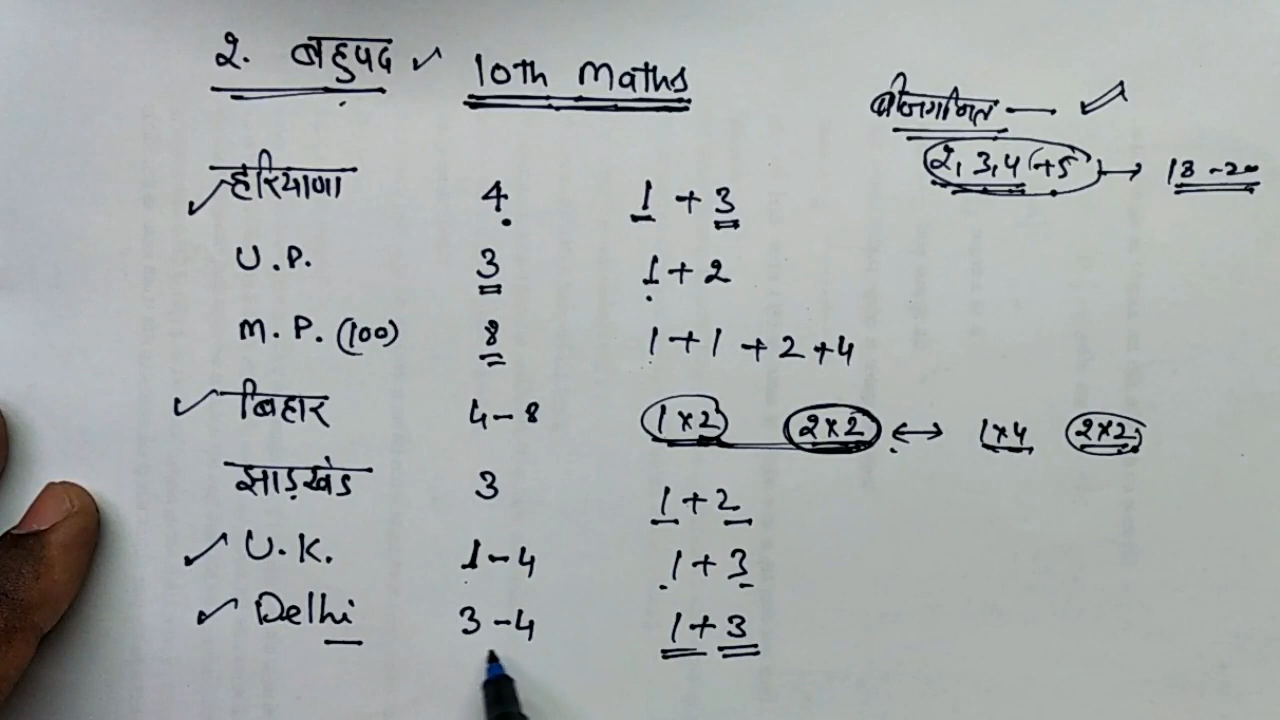 2. बहुपद ✓ 10th Maths
बीजगणित — ✓
2, 3, 4 (+5) → 18-20
✓ हरियाणा 4 1 + 3
U.P. 3 1 + 2
M.P. (100) 8 1 + 1 + 2 + 4
✓ बिहार 4-8 1×2 2×2 ↔ 1×4 2×2
झाड़खंड 3 1 + 2
✓ U.K. 1-4 1 + 3
✓ Delhi 3-4 1 + 3